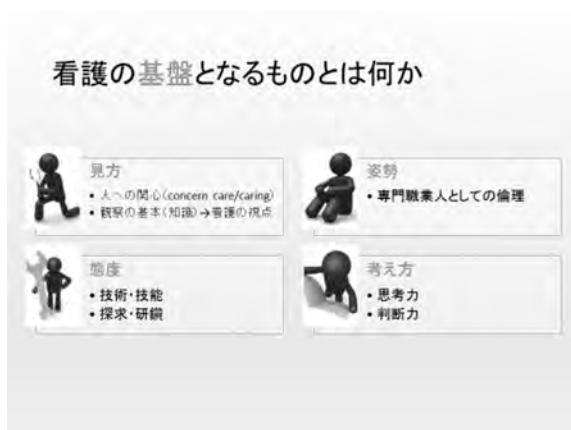 看護の基盤となるものとは何か
見方
• 人への関心(concern care/caring)
• 観察の基本(知識)→看護の視点
姿勢
• 専門職業人としての倫理
態度
• 技術・技能
• 探求・研鑽
考え方
• 思考力
• 判断力